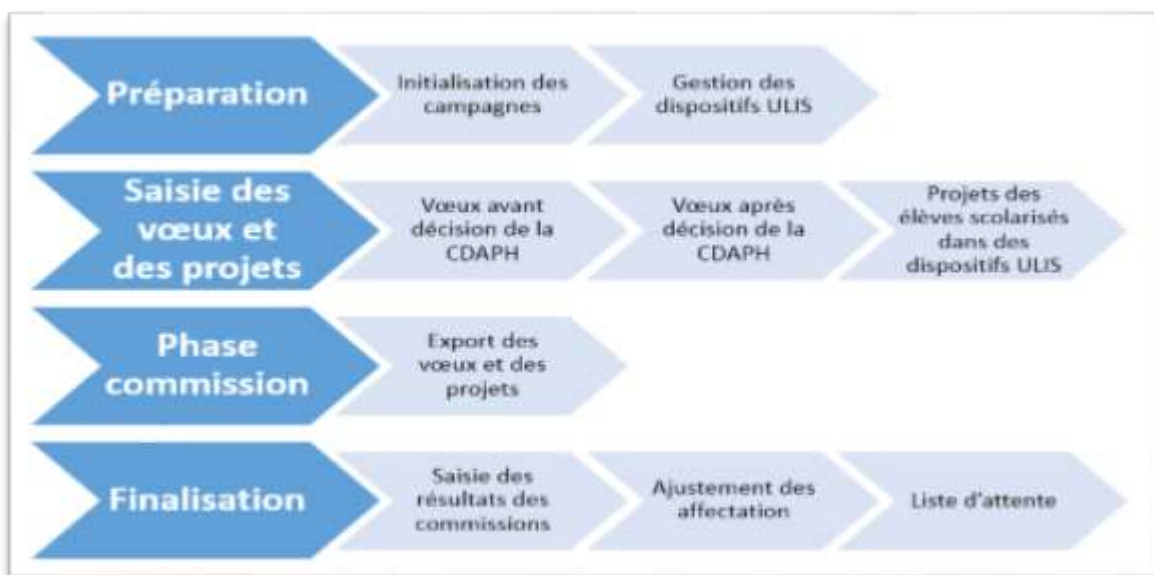 Préparation
Initialisation des
campagnes
Gestion des
dispositifs ULIS
Saisie des
vœux et
des projets
Vœux avant
décision de la
CDAPH
Vœux après
décision de la
CDAPH
Projets des
élèves scolarisés
dans des
dispositifs ULIS
Phase
commission
Export des
vœux et des
projets
Finalisation
Saisie des
résultats des
commissions
Ajustement des
affectation
Liste d'attente